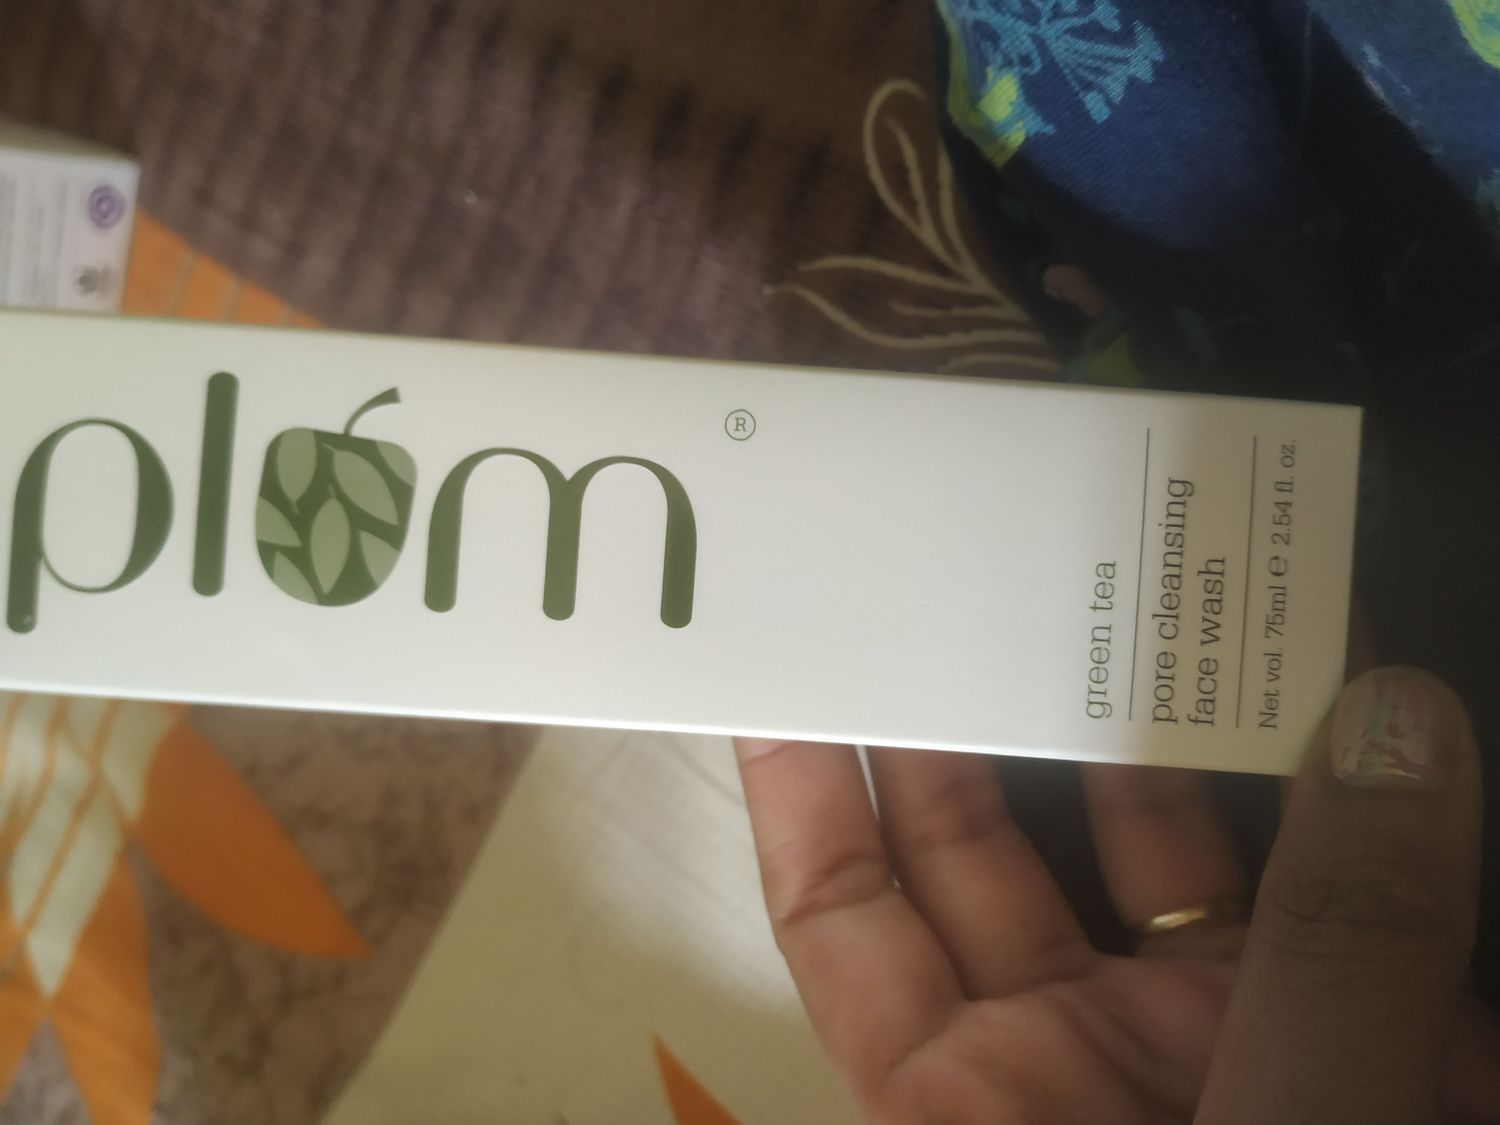 plum ®
green tea
pore cleansing
face wash
Net vol. 75ml ℮ 2.54 fl. oz.